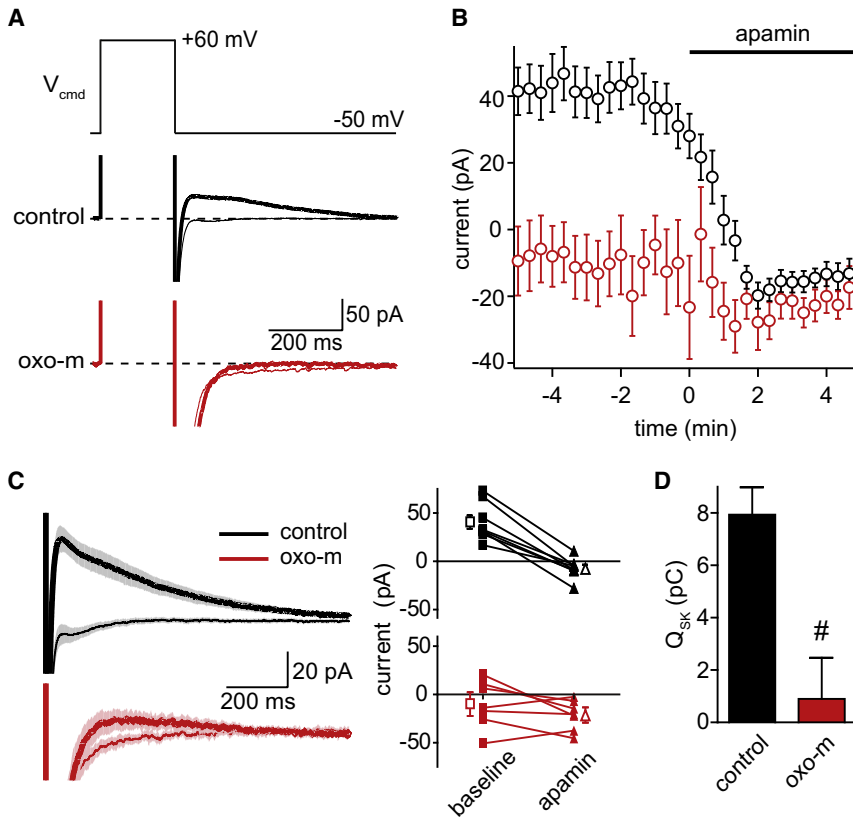 A
+60 mV
Vcmd
-50 mV
control
50 pA
200 ms
oxo-m
B
apamin
40
20
0
-20
-40
current (pA)
-4
-2
0
2
4
time (min)
C
control
oxo-m
20 pA
200 ms
50
0
-50
50
0
-50
current (pA)
baseline
apamin
D
8
6
4
2
0
QSK (pC)
#
control
oxo-m